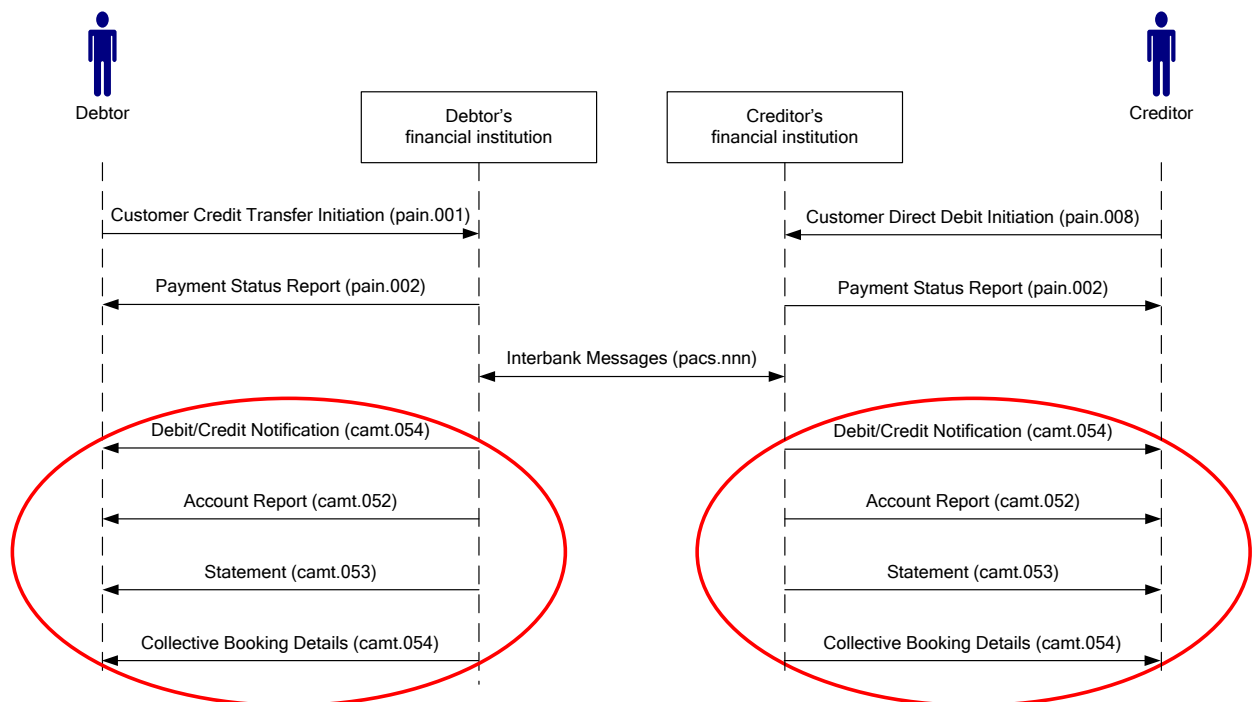 Debtor
Debtor's
financial institution
Creditor's
financial institution
Creditor
Customer Credit Transfer Initiation (pain.001)
Customer Direct Debit Initiation (pain.008)
Payment Status Report (pain.002)
Payment Status Report (pain.002)
Interbank Messages (pacs.nnn)
Debit/Credit Notification (camt.054)
Debit/Credit Notification (camt.054)
Account Report (camt.052)
Account Report (camt.052)
Statement (camt.053)
Statement (camt.053)
Collective Booking Details (camt.054)
Collective Booking Details (camt.054)